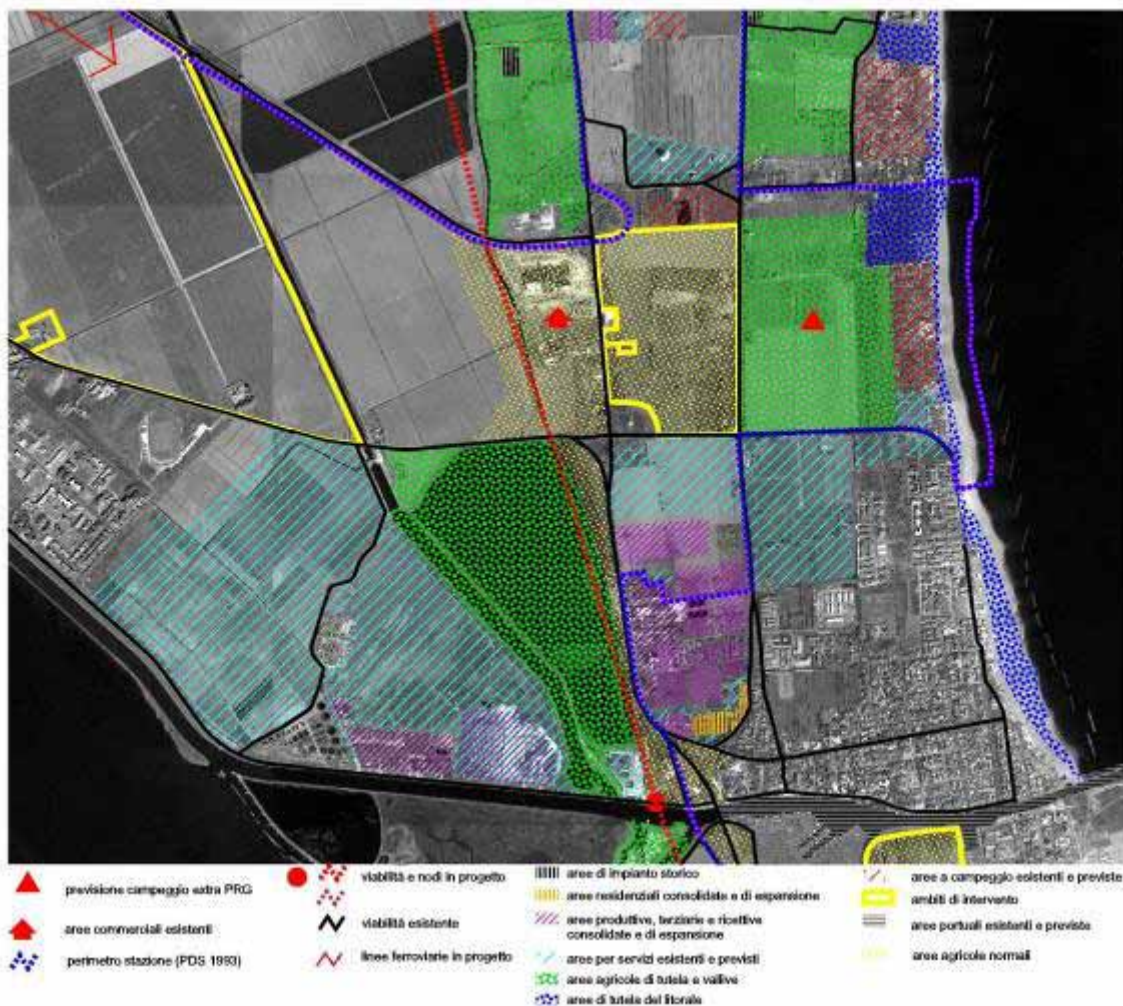 previsione campeggio extra PRG
aree commerciali esistenti
perimetro stazione (PDS 1993)
viabilità e nodi in progetto
viabilità esistente
linee ferroviarie in progetto
aree di impianto storico
aree residenziali consolidate e di espansione
aree produttive, terziarie e ricettive
consolidate e di espansione
aree per servizi esistenti e previsti
aree agricole di tutela e vallive
aree di tutela del litorale
aree a campeggio esistenti e previste
ambiti di intervento
aree portuali esistenti e previste
aree agricole normali